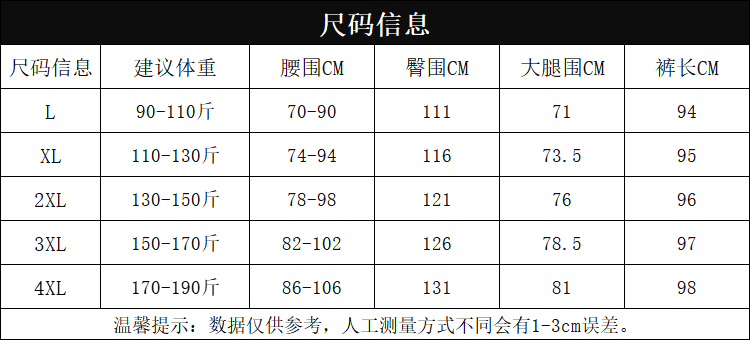 尺码信息
尺码信息 建议体重 腰围CM 臀围CM 大腿围CM 裤长CM
L 90-110斤 70-90 111 71 94
XL 110-130斤 74-94 116 73.5 95
2XL 130-150斤 78-98 121 76 96
3XL 150-170斤 82-102 126 78.5 97
4XL 170-190斤 86-106 131 81 98
温馨提示：数据仅供参考，人工测量方式不同会有1-3cm误差。